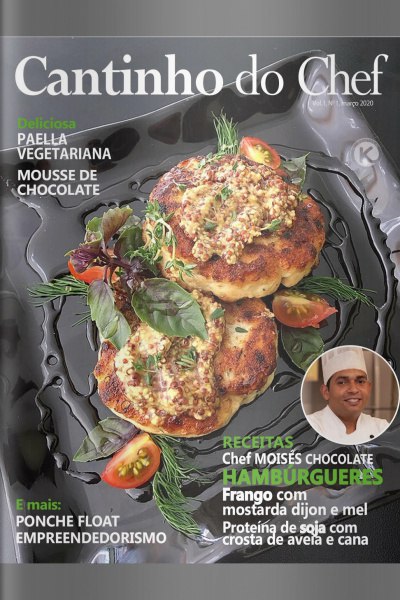 Cantinho do Chef
Vol. I, Nº 1, março 2020
Deliciosa
PAELLA
VEGETARIANA
MOUSSE DE
CHOCOLATE
K
RECEITAS
Chef MOISÉS CHOCOLATE
HAMBÚRGUERES
Frango com
mostarda dijon e mel
Proteína de soja com
crosta de aveia e cana
E mais:
PONCHE FLOAT
EMPREENDEDORISMO